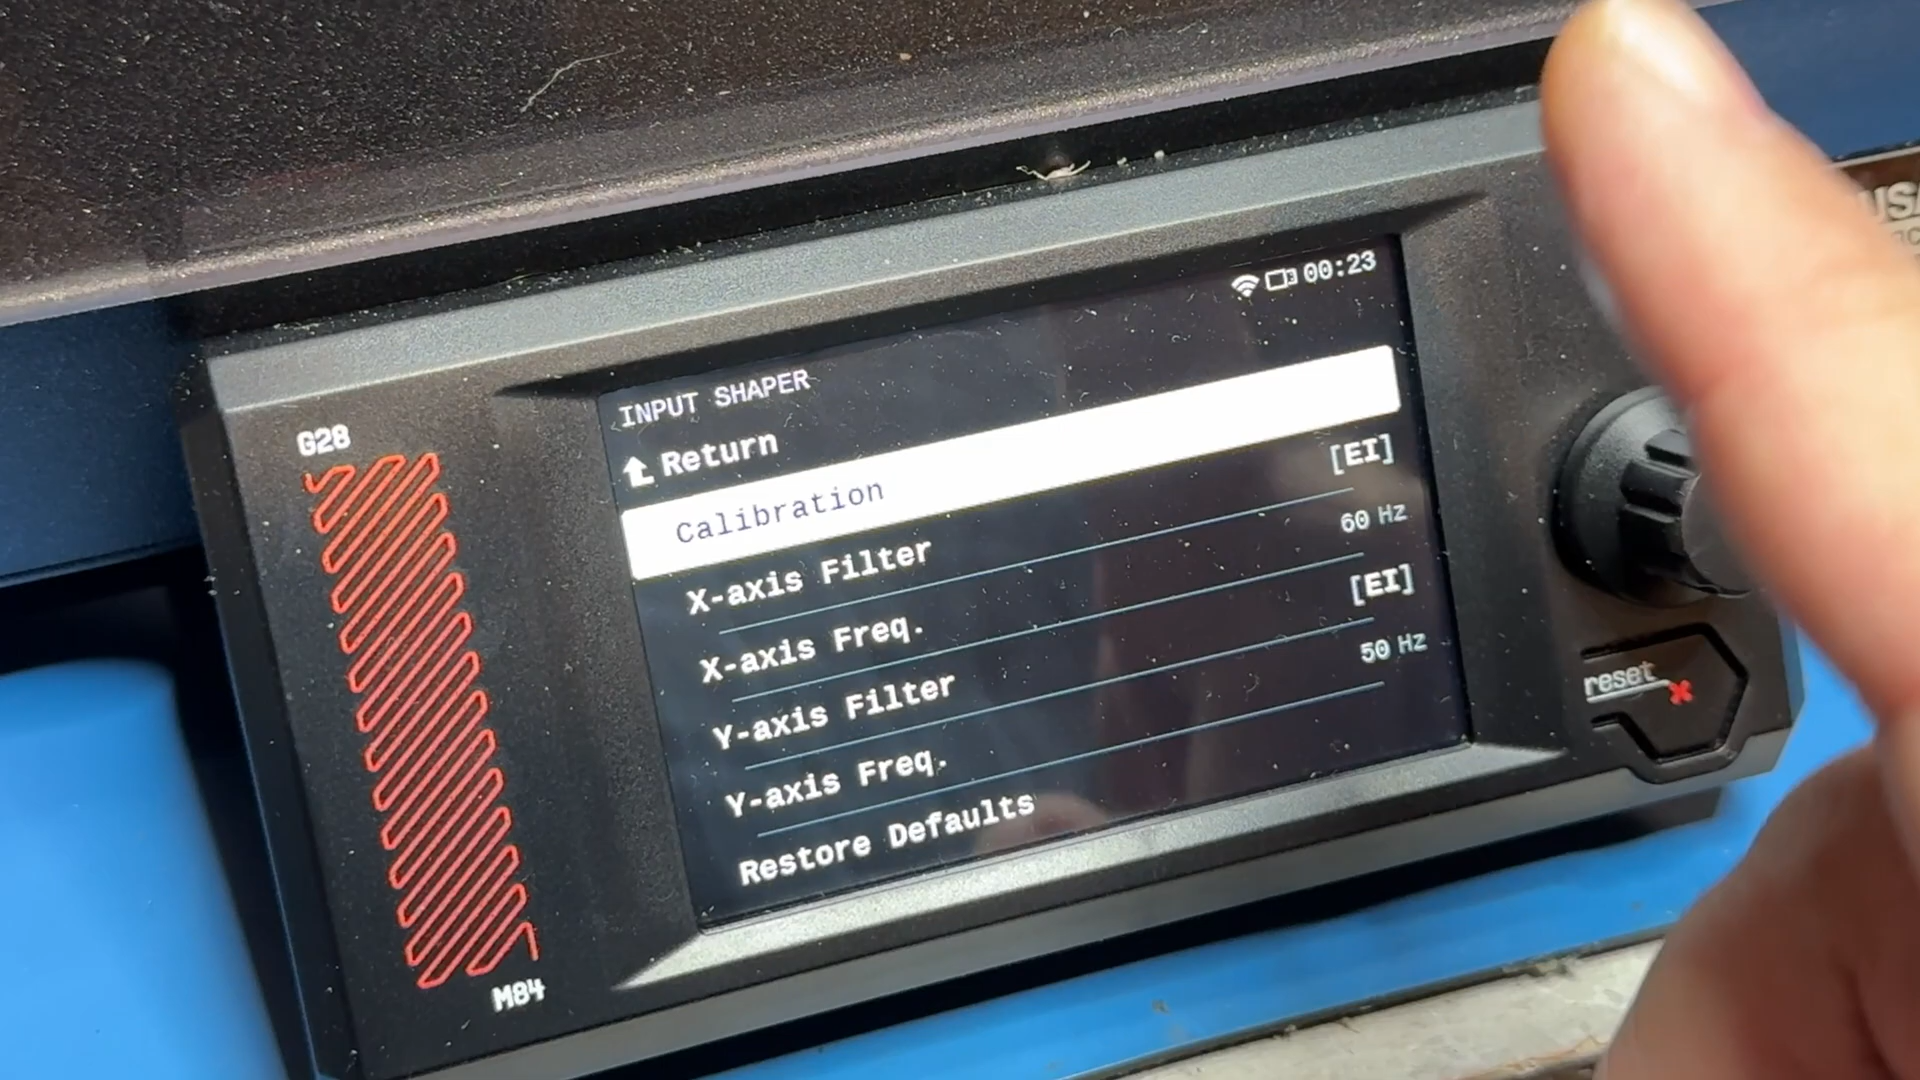 00:23
INPUT SHAPER
Return
Calibration
X-axis Filter [EI]
X-axis Freq. 60 Hz
Y-axis Filter [EI]
Y-axis Freq. 50 Hz
Restore Defaults
G28
M84
reset